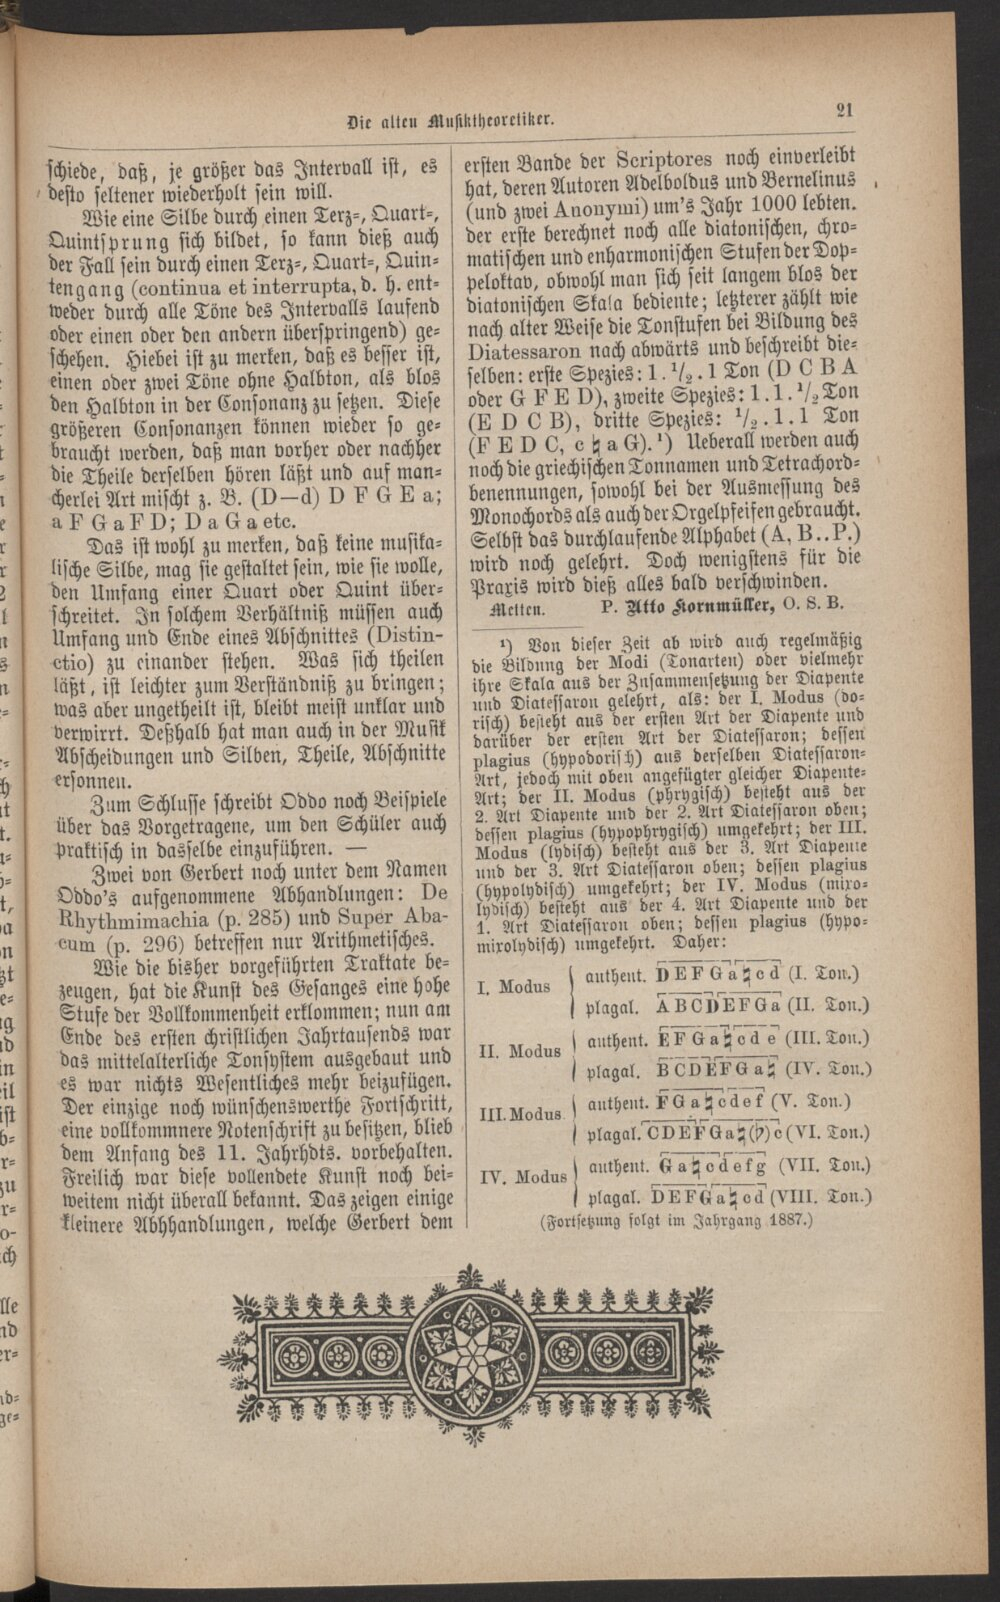 Die alten Musiktheoretiker.
21
schiede, daß, je größer das Intervall ist, es
desto seltener wiederholt sein will.
Wie eine Silbe durch einen Terz-, Quart-,
Quintsprung sich bildet, so kann dieß auch
der Fall sein durch einen Terz-, Quart-, Quin-
tengang (continua et interrupta, d. h. ent-
weder durch alle Töne des Intervalls laufend
oder einen oder den andern überspringend) ge-
schehen. Hiebei ist zu merken, daß es besser ist,
einen oder zwei Töne ohne Halbton, als blos
den Halbton in der Consonanz zu setzen. Diese
größeren Consonanzen können wieder so ge-
braucht werden, daß man vorher oder nachher
die Theile derselben hören läßt und auf man-
cherlei Art mischt z. B. (D—d) D F G E a;
a F G a F D; D a G a etc.
Das ist wohl zu merken, daß keine musika-
lische Silbe, mag sie gestaltet sein, wie sie wolle,
den Umfang einer Quart oder Quint über-
schreitet. In solchem Verhältniß müssen auch
Umfang und Ende eines Abschnittes (Distin-
ctio) zu einander stehen. Was sich theilen
läßt, ist leichter zum Verständniß zu bringen;
was aber ungetheilt ist, bleibt meist unklar und
verwirrt. Deßhalb hat man auch in der Musik
Abscheidungen und Silben, Theile, Abschnitte
ersonnen.
Zum Schlusse schreibt Oddo noch Beispiele
über das Vorgetragene, um den Schüler auch
praktisch in dasselbe einzuführen. —
Zwei von Gerbert noch unter dem Namen
Oddo's aufgenommene Abhandlungen: De
Rhythmimachia (p. 285) und Super Aba-
cum (p. 296) betreffen nur Arithmetisches.
Wie die bisher vorgeführten Traktate be-
zeugen, hat die Kunst des Gesanges eine hohe
Stufe der Vollkommenheit erklommen; nun am
Ende des ersten christlichen Jahrtausends war
das mittelalterliche Tonsystem ausgebaut und
es war nichts Wesentliches mehr beizufügen.
Der einzige noch wünschenswerthe Fortschritt,
eine vollkommnere Notenschrift zu besitzen, blieb
dem Anfang des 11. Jahrhdts. vorbehalten.
Freilich war diese vollendete Kunst noch bei-
weitem nicht überall bekannt. Das zeigen einige
kleinere Abhhandlungen, welche Gerbert dem
ersten Bande der Scriptores noch einverleibt
hat, deren Autoren Adelboldus und Bernelinus
(und zwei Anonymi) um's Jahr 1000 lebten.
der erste berechnet noch alle diatonischen, chro-
matischen und enharmonischen Stufen der Dop-
peloktav, obwohl man sich seit langem blos der
diatonischen Skala bediente; letzterer zählt wie
nach alter Weise die Tonstufen bei Bildung des
Diatessaron nach abwärts und beschreibt die-
selben: erste Spezies: 1. ½. 1 Ton (D C B A
oder G F E D), zweite Spezies: 1. 1. ½ Ton
(E D C B), dritte Spezies: ½. 1. 1 Ton
(F E D C, c ♮ a G).¹) Ueberall werden auch
noch die griechischen Tonnamen und Tetrachord-
benennungen, sowohl bei der Ausmessung des
Monochords als auch der Orgelpfeifen gebraucht.
Selbst das durchlaufende Alphabet (A, B..P.)
wird noch gelehrt. Doch wenigstens für die
Praxis wird dieß alles bald verschwinden.
Metten. P. Utto Kornmüller, O. S. B.
¹) Von dieser Zeit ab wird auch regelmäßig
die Bildung der Modi (Tonarten) oder vielmehr
ihre Skala aus der Zusammensetzung der Diapente
und Diatessaron gelehrt, als: der I. Modus (do-
risch) besteht aus der ersten Art der Diapente und
darüber der ersten Art der Diatessaron; dessen
plagius (hypodorisch) aus derselben Diatessaron-
Art, jedoch mit oben angefügter gleicher Diapente-
Art; der II. Modus (phrygisch) besteht aus der
2. Art Diapente und der 2. Art Diatessaron oben;
dessen plagius (hypophrygisch) umgekehrt; der III.
Modus (lydisch) besteht aus der 3. Art Diapente
und der 3. Art Diatessaron oben; dessen plagius
(hypolydisch) umgekehrt; der IV. Modus (mixo-
lydisch) besteht aus der 4. Art Diapente und der
1. Art Diatessaron oben; dessen plagius (hypo-
mixolydisch) umgekehrt. Daher:
I. Modus
authent. D E F G a ♮ c d (I. Ton.)
plagal. A B C D E F G a (II. Ton.)
II. Modus
authent. E F G a ♮ c d e (III. Ton.)
plagal. B C D E F G a ♮ (IV. Ton.)
III. Modus
authent. F G a ♮ c d e f (V. Ton.)
plagal. C D E F G a ♮ (♭) c (VI. Ton.)
IV. Modus
authent. G a ♮ c d e f g (VII. Ton.)
plagal. D E F G a ♮ c d (VIII. Ton.)
(Fortsetzung folgt im Jahrgang 1887.)